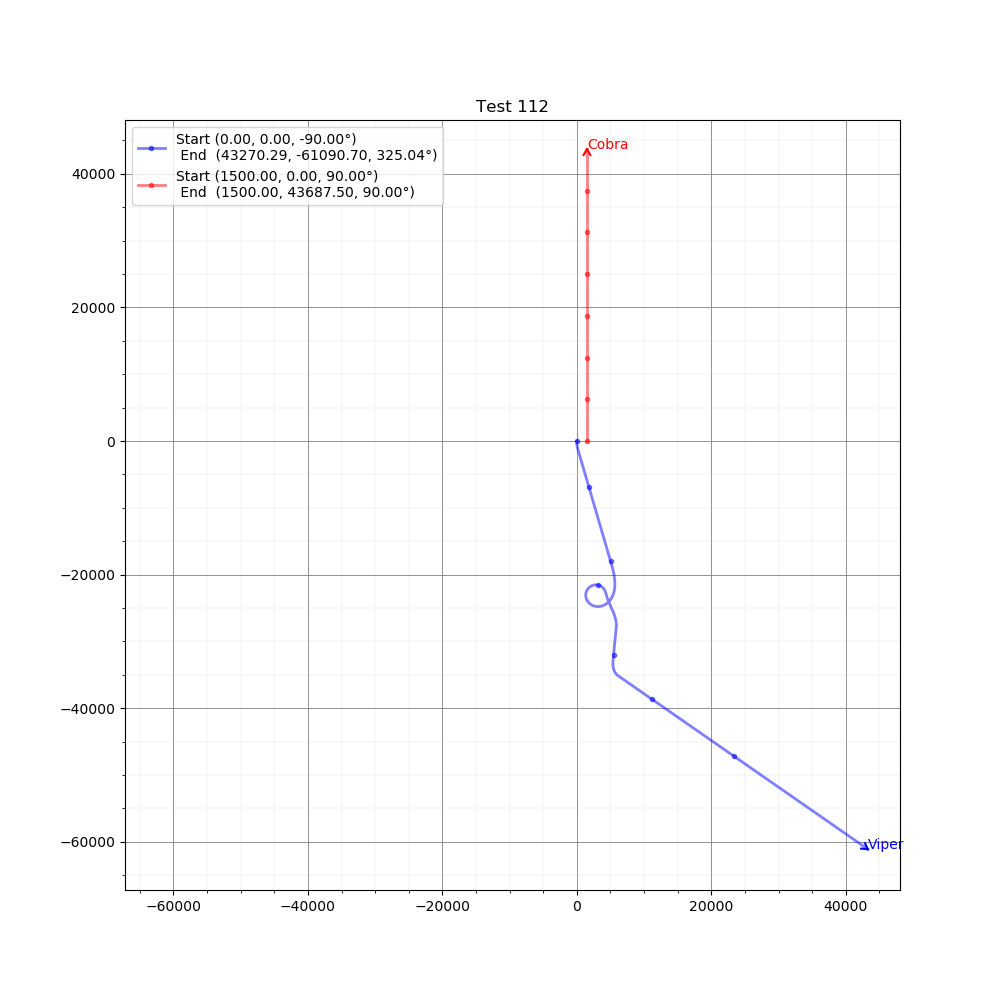 Test 112
Start (0.00, 0.00, -90.00°)
End (43270.29, -61090.70, 325.04°)
Start (1500.00, 0.00, 90.00°)
End (1500.00, 43687.50, 90.00°)
Cobra
Viper
40000
20000
0
−20000
−40000
−60000
−60000
−40000
−20000
0
20000
40000